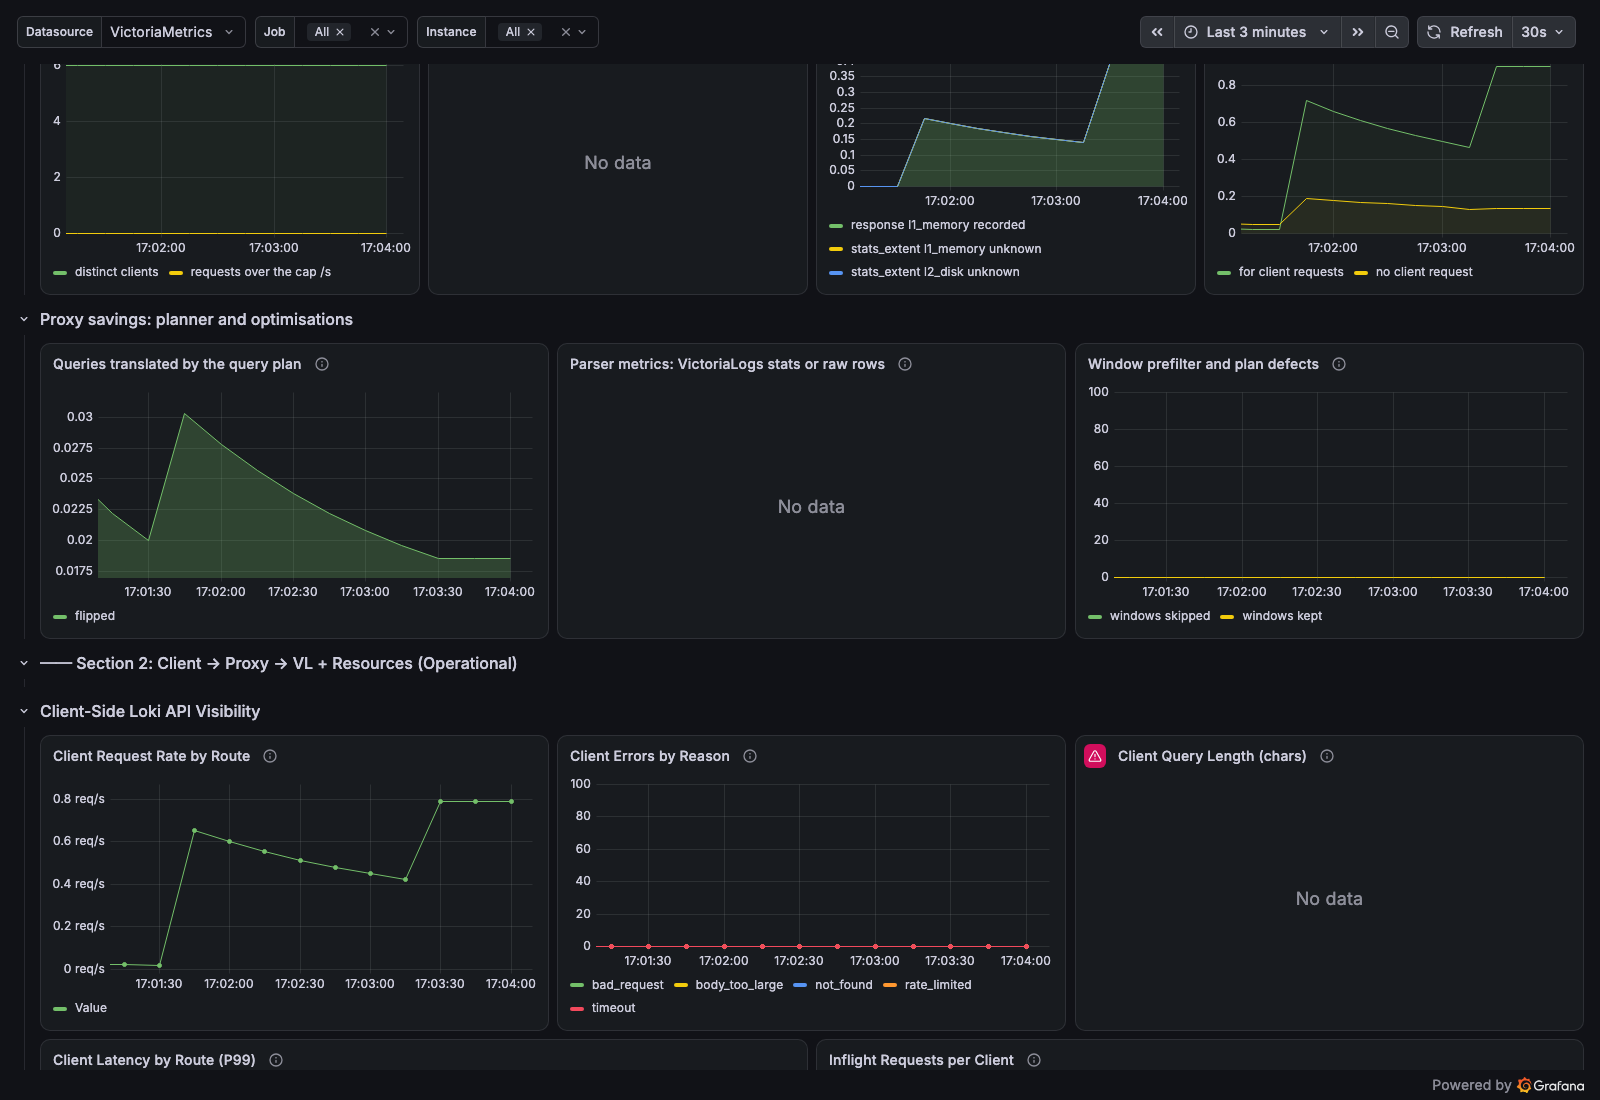 Datasource VictoriaMetrics Job All Instance All Last 3 minutes Refresh 30s
6
4
2
0
17:02:00 17:03:00 17:04:00
distinct clients requests over the cap /s
No data
0.35
0.3
0.25
0.2
0.15
0.1
0.05
0
17:02:00 17:03:00 17:04:00
response l1_memory recorded
stats_extent l1_memory unknown
stats_extent l2_disk unknown
0.8
0.6
0.4
0.2
0
17:02:00 17:03:00 17:04:00
for client requests no client request
Proxy savings: planner and optimisations
Queries translated by the query plan
0.03
0.0275
0.025
0.0225
0.02
0.0175
17:01:30 17:02:00 17:02:30 17:03:00 17:03:30 17:04:00
flipped
Parser metrics: VictoriaLogs stats or raw rows
No data
Window prefilter and plan defects
100
80
60
40
20
0
17:01:30 17:02:00 17:02:30 17:03:00 17:03:30 17:04:00
windows skipped windows kept
—— Section 2: Client → Proxy → VL + Resources (Operational)
Client-Side Loki API Visibility
Client Request Rate by Route
0.8 req/s
0.6 req/s
0.4 req/s
0.2 req/s
0 req/s
17:01:30 17:02:00 17:02:30 17:03:00 17:03:30 17:04:00
Value
Client Errors by Reason
100
80
60
40
20
0
17:01:30 17:02:00 17:02:30 17:03:00 17:03:30 17:04:00
bad_request body_too_large not_found rate_limited
timeout
Client Query Length (chars)
No data
Client Latency by Route (P99)
Inflight Requests per Client
Powered by Grafana